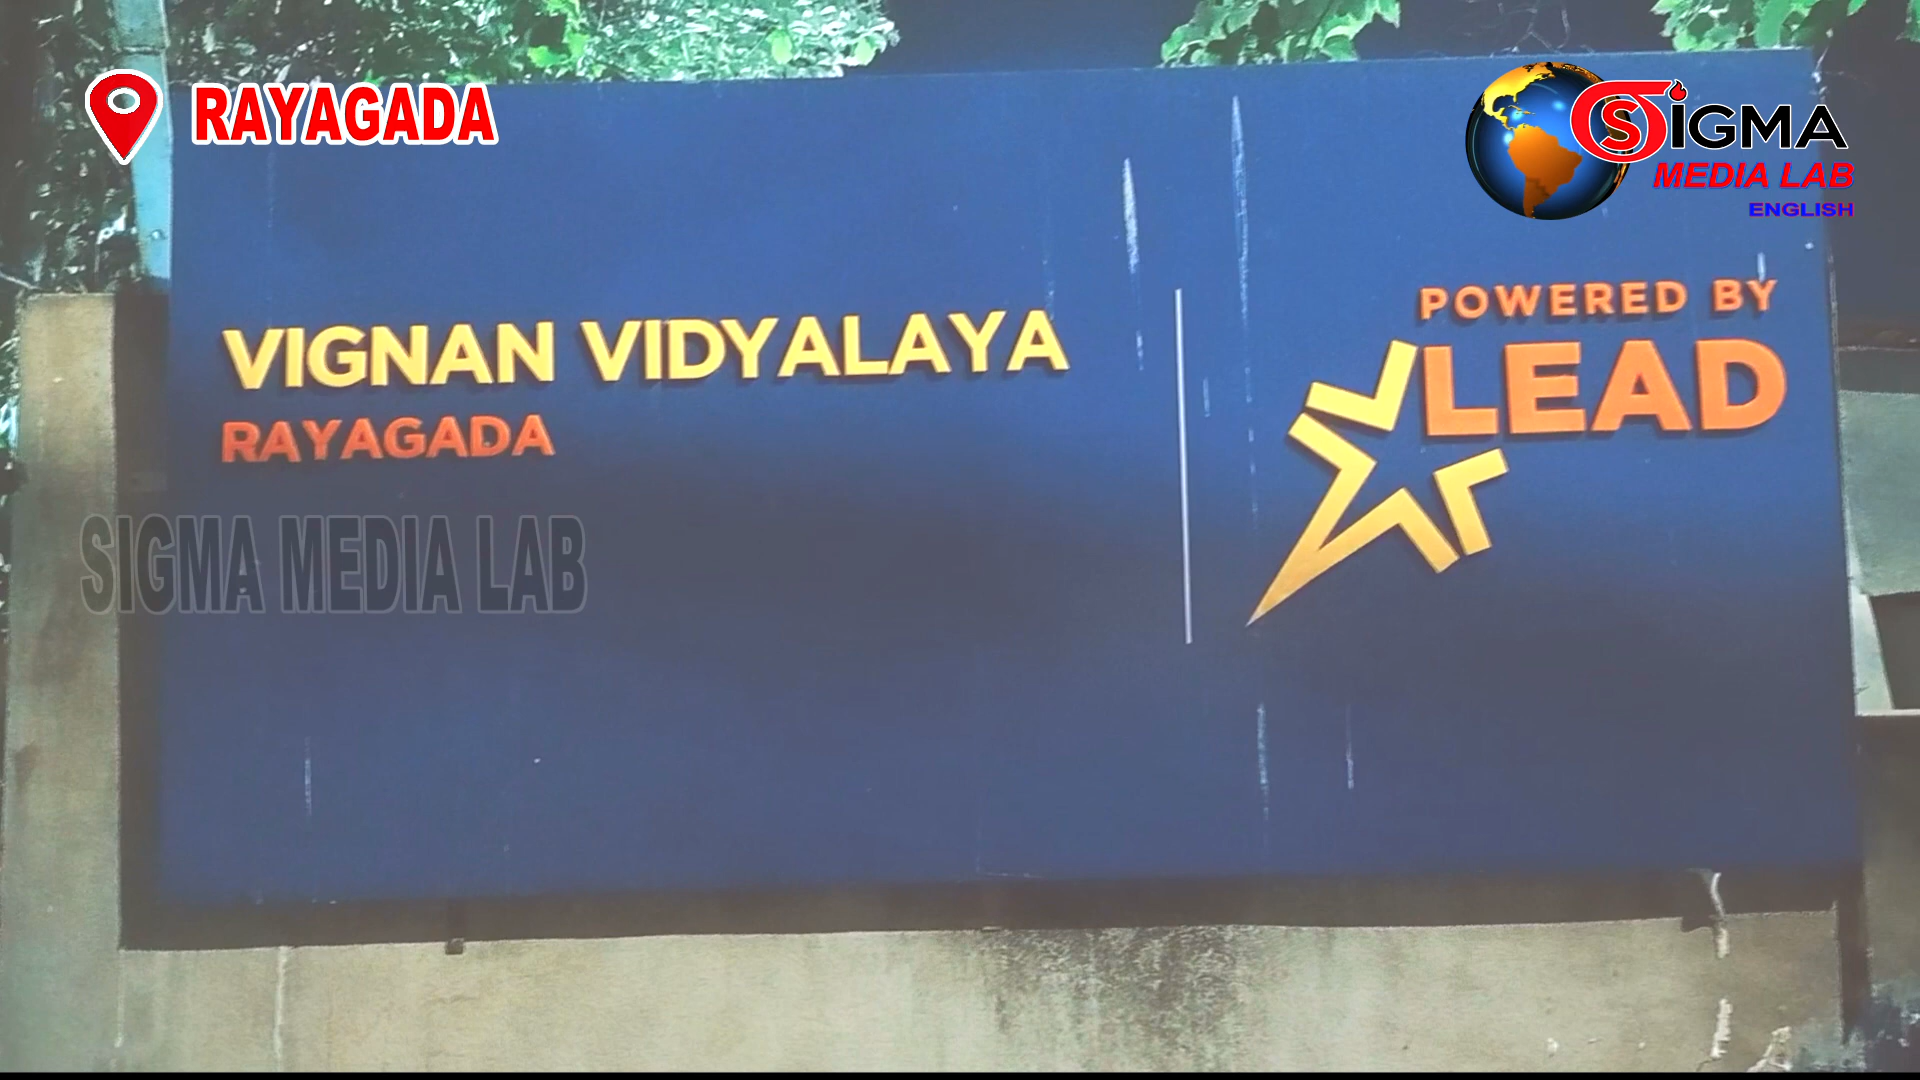 RAYAGADA
SIGMA
MEDIA LAB
ENGLISH
VIGNAN VIDYALAYA
RAYAGADA
POWERED BY
LEAD
SIGMA MEDIA LAB